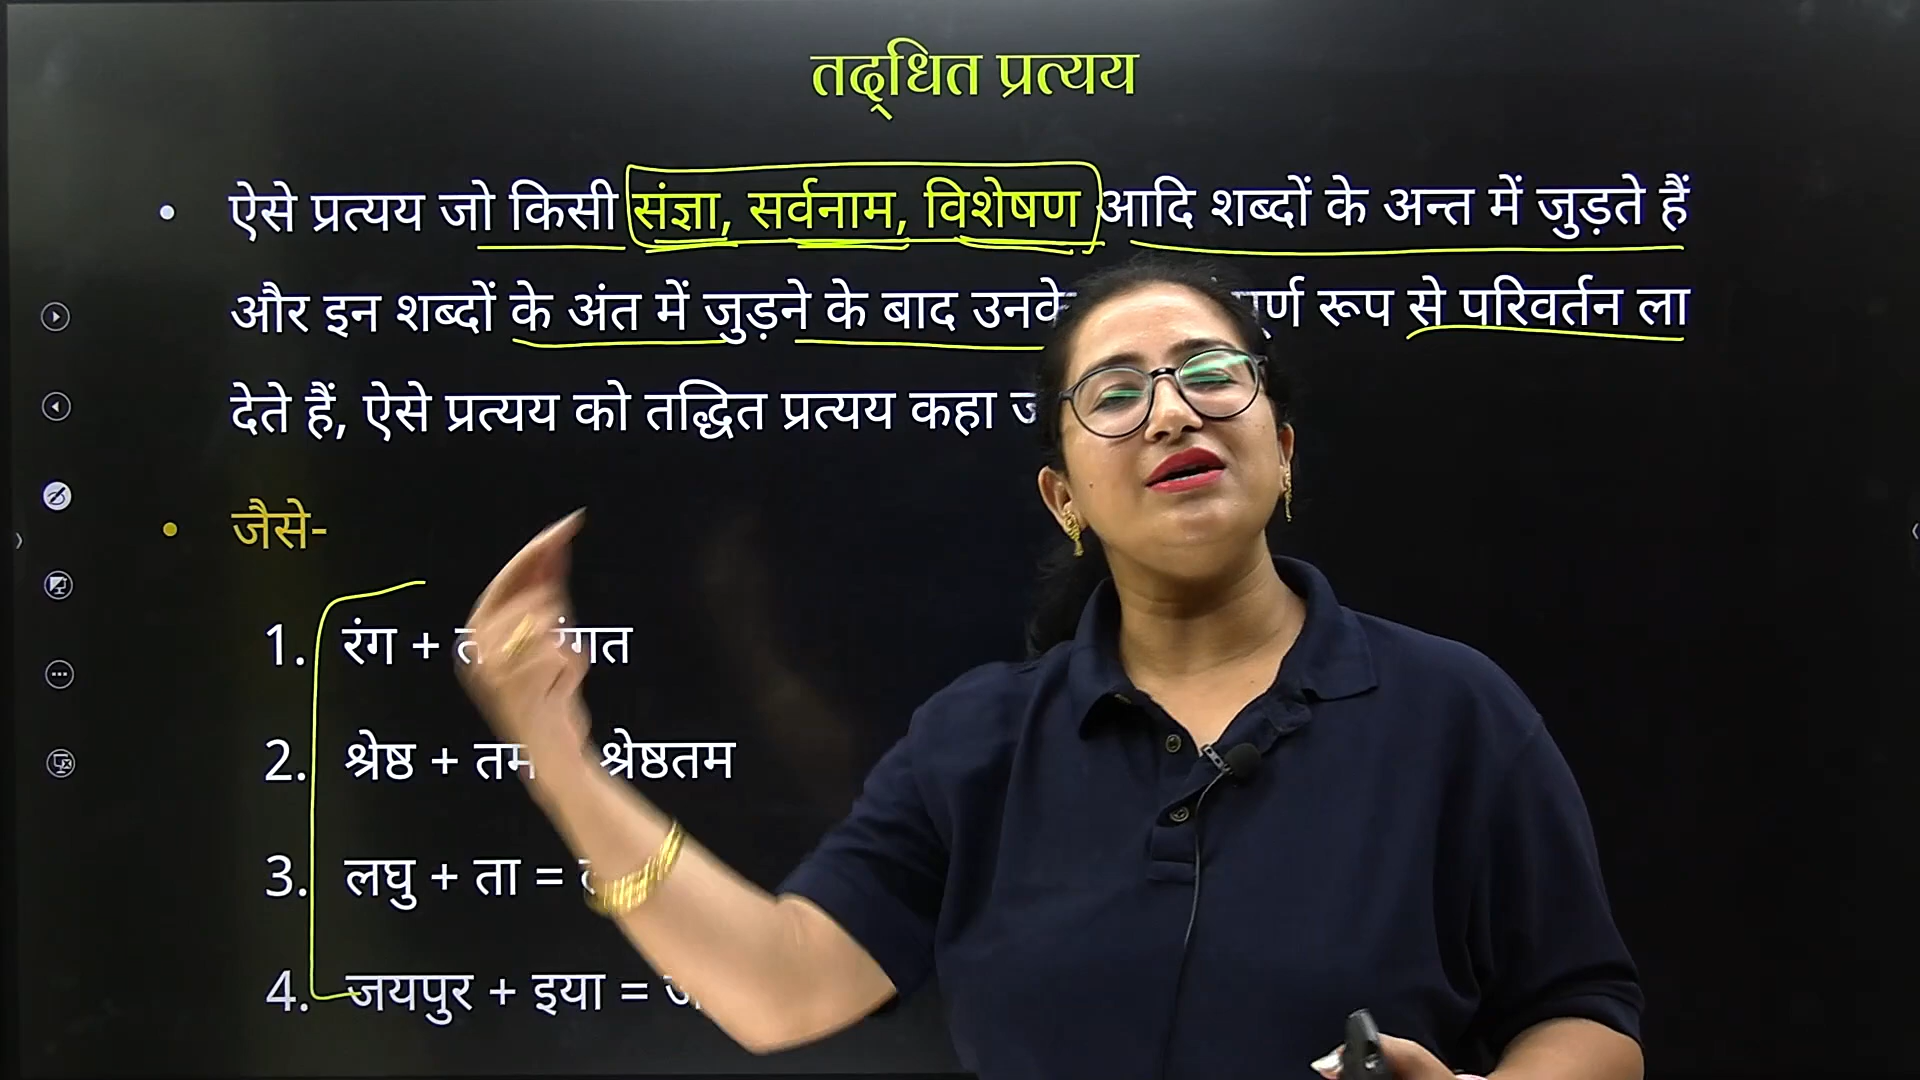 तद्धित प्रत्यय
• ऐसे प्रत्यय जो किसी संज्ञा, सर्वनाम, विशेषण आदि शब्दों के अन्त में जुड़ते हैं
और इन शब्दों के अंत में जुड़ने के बाद उनके रूप से परिवर्तन ला
देते हैं, ऐसे प्रत्यय को तद्धित प्रत्यय कहा
• जैसे-
1. रंग +
2. श्रेष्ठ + तम श्रेष्ठतम
3. लघु + ता =
4. जयपुर + इया =